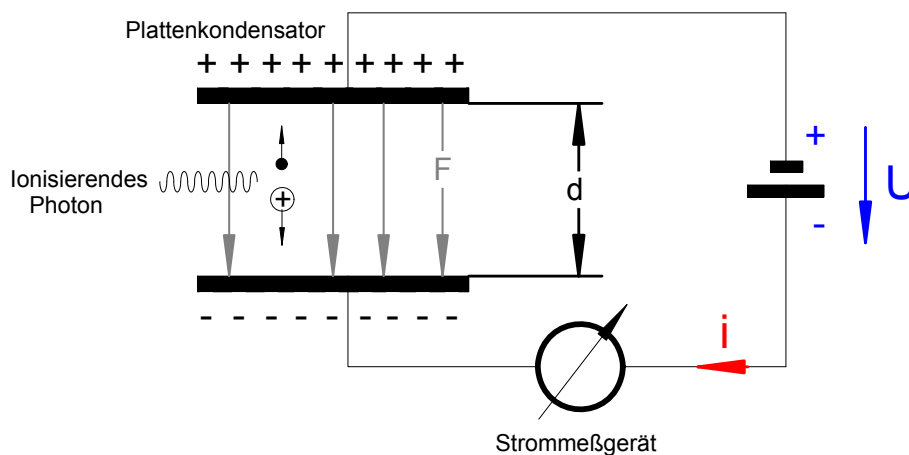 Plattenkondensator
+ + + + + + + + +
Ionisierendes
Photon
+
F
d
+
-
U
- - - - - - - - -
i
Strommeßgerät